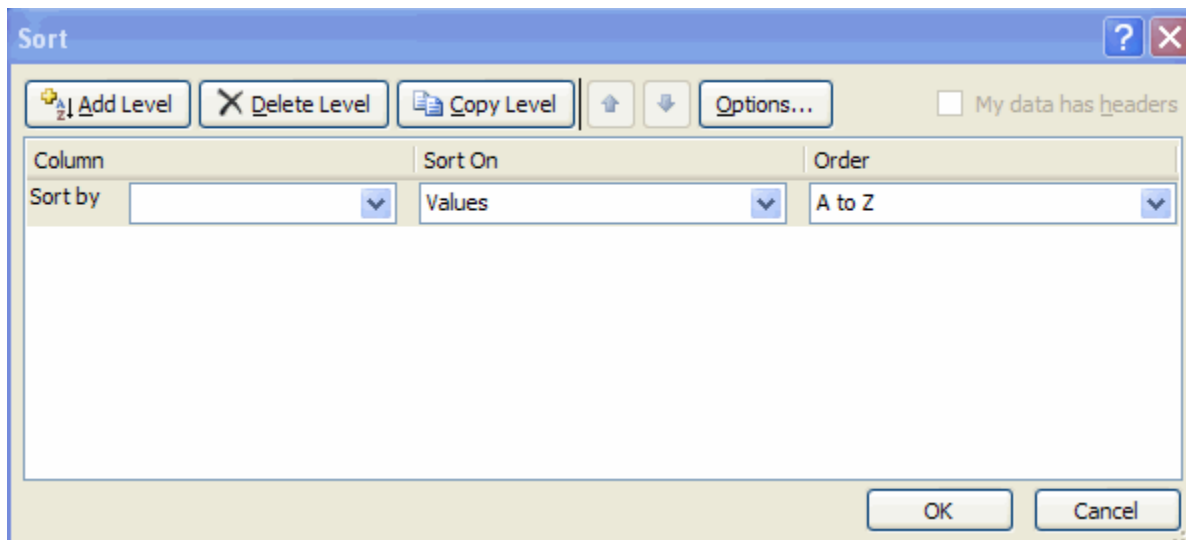 Sort
Add Level Delete Level Copy Level Options... My data has headers
Column Sort On Order
Sort by Values A to Z
OK Cancel